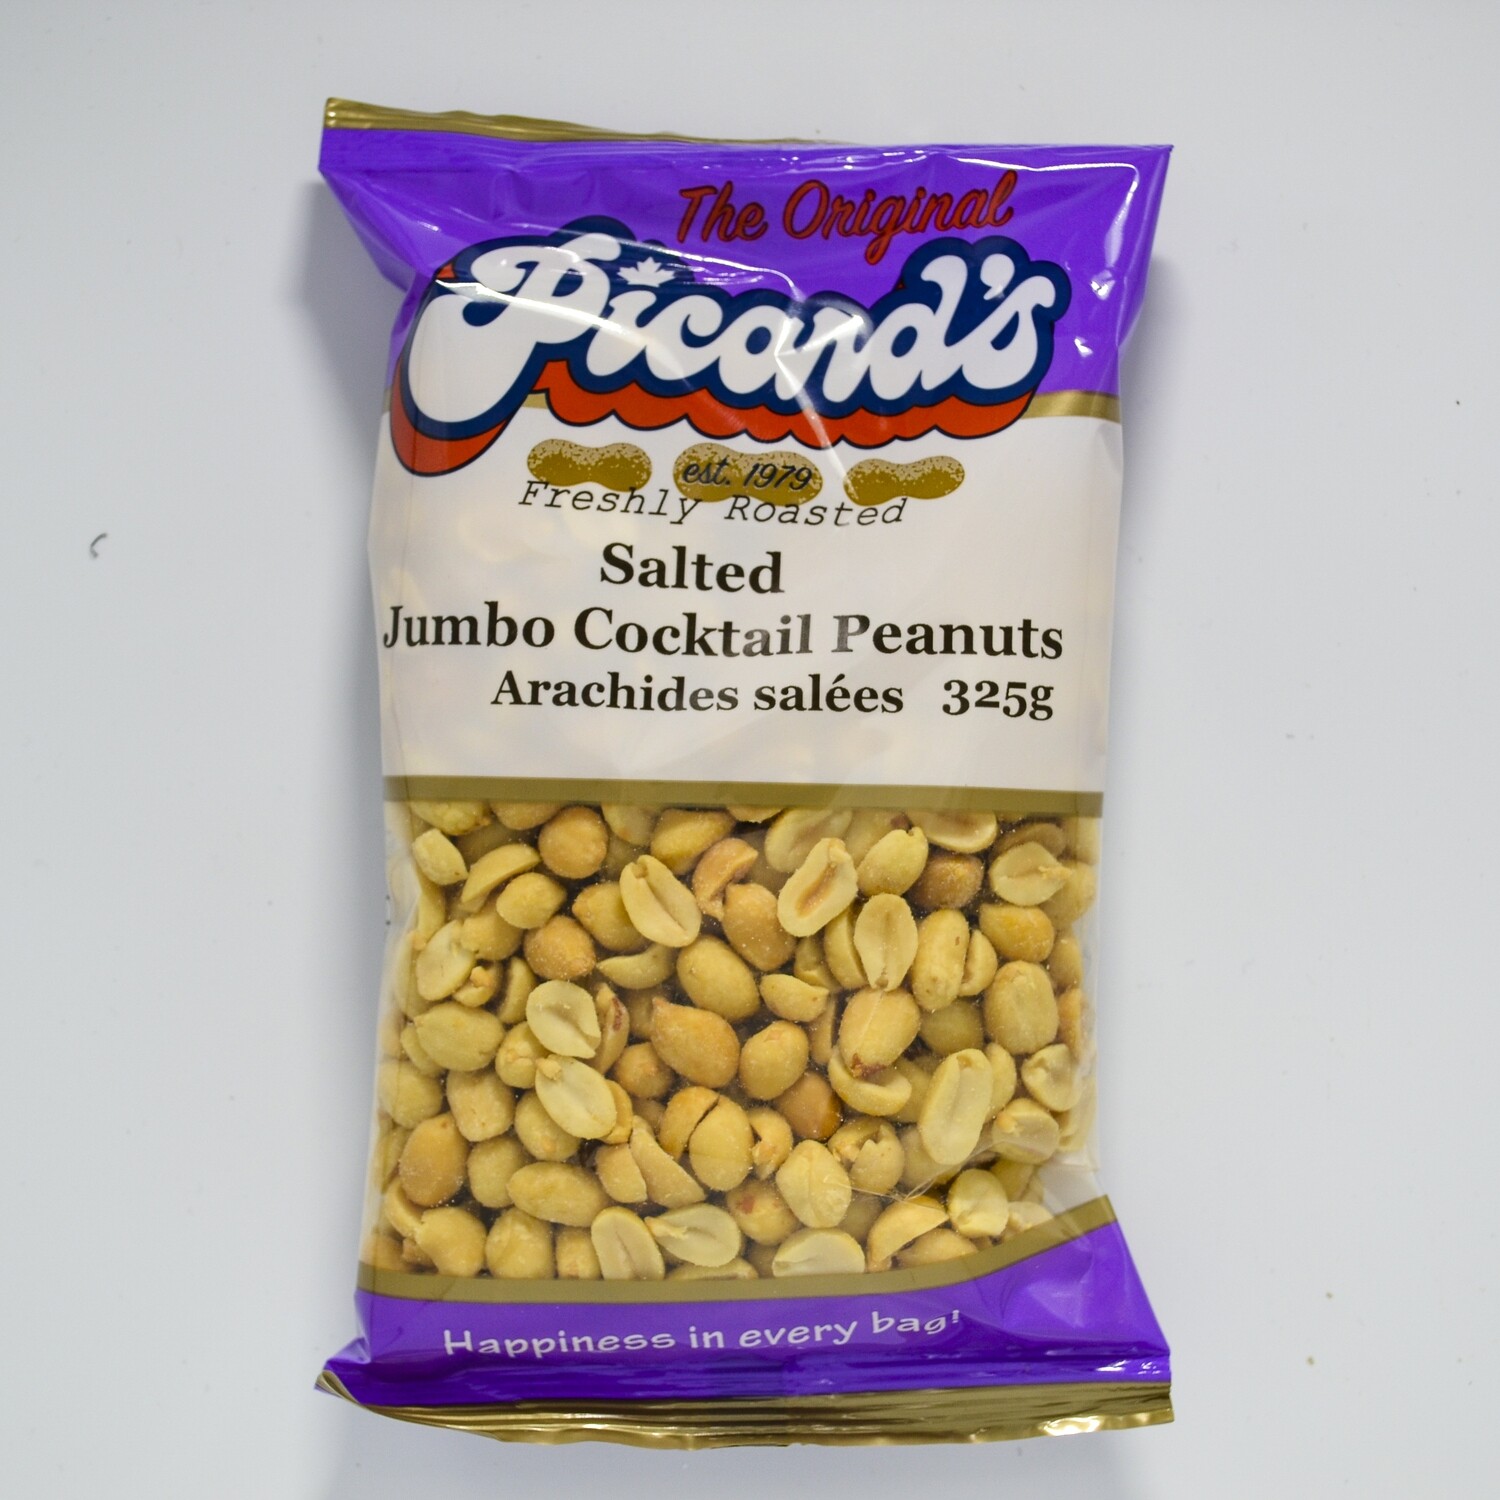 The Original
Picard's
est. 1979
Freshly Roasted
Salted
Jumbo Cocktail Peanuts
Arachides salées 325g
Happiness in every bag!